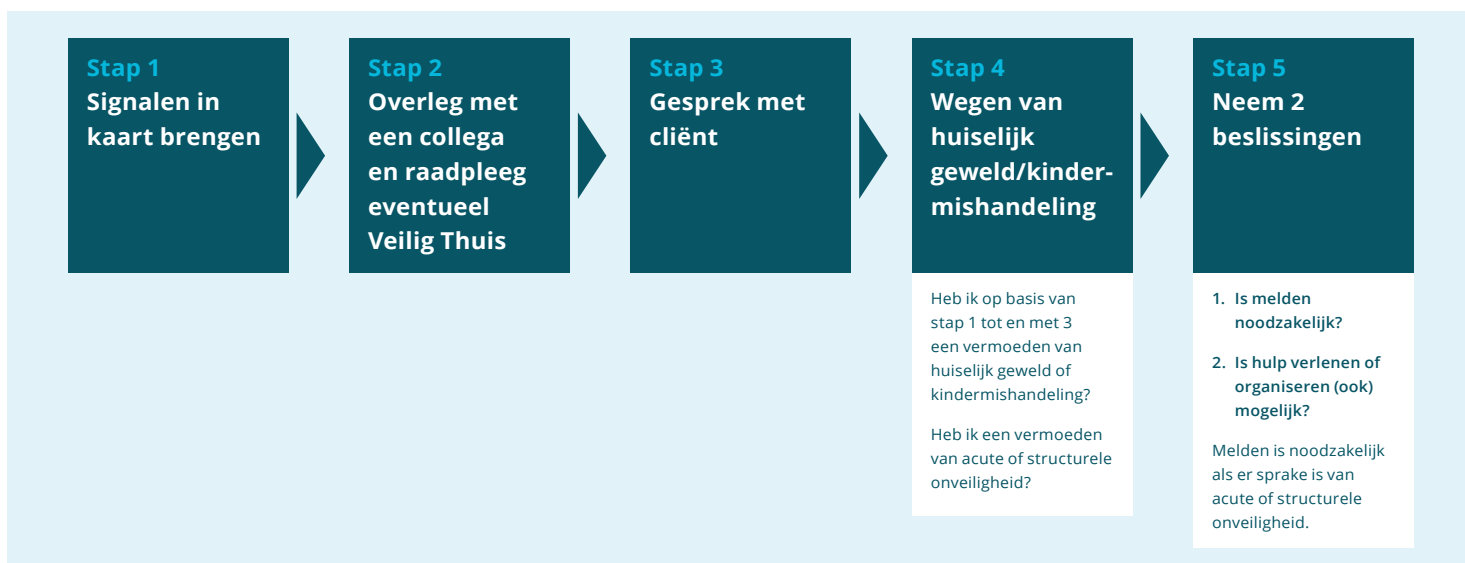 Stap 1
Signalen in
kaart brengen
Stap 2
Overleg met
een collega
en raadpleeg
eventueel
Veilig Thuis
Stap 3
Gesprek met
cliënt
Stap 4
Wegen van
huiselijk
geweld/kinder-
mishandeling
Heb ik op basis van
stap 1 tot en met 3
een vermoeden van
huiselijk geweld of
kindermishandeling?
Heb ik een vermoeden
van acute of structurele
onveiligheid?
Stap 5
Neem 2
beslissingen
1. Is melden
noodzakelijk?
2. Is hulp verlenen of
organiseren (ook)
mogelijk?
Melden is noodzakelijk
als er sprake is van
acute of structurele
onveiligheid.